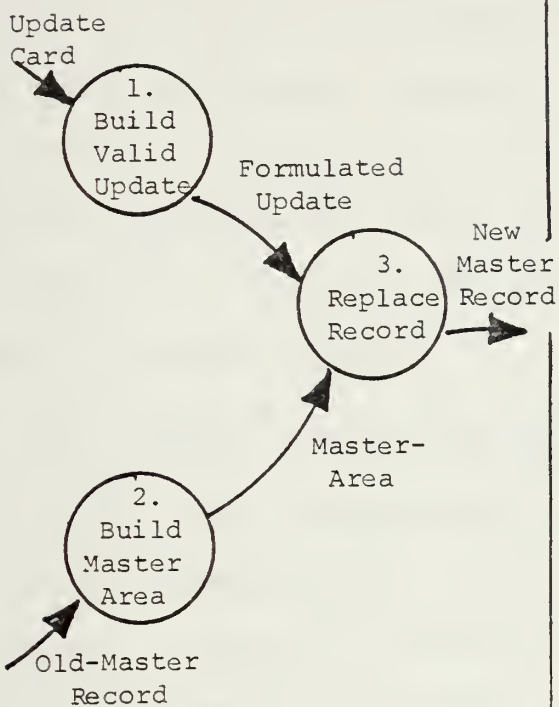 Update
Card
1.
Build
Valid
Update
Formulated
Update
3.
Replace
Record
New
Master
Record
Master-
Area
2.
Build
Master
Area
Old-Master
Record